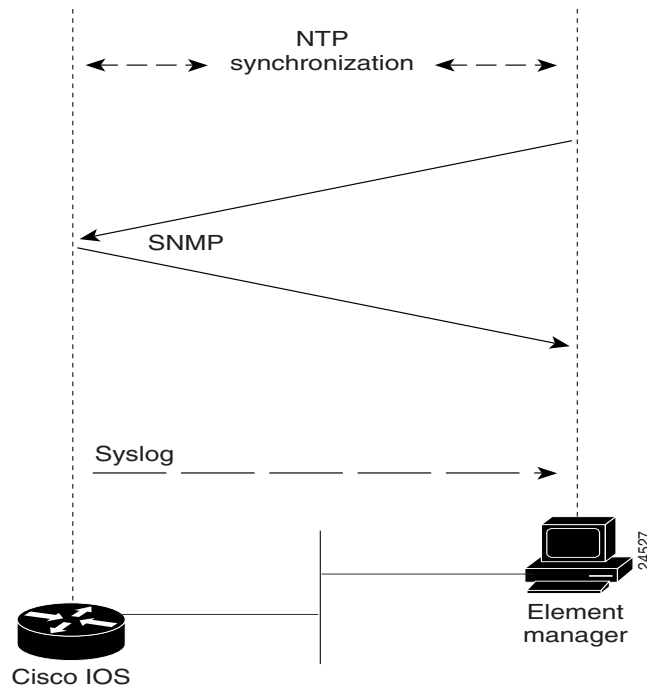 NTP
synchronization
SNMP
Syslog
24527
Element
manager
Cisco IOS